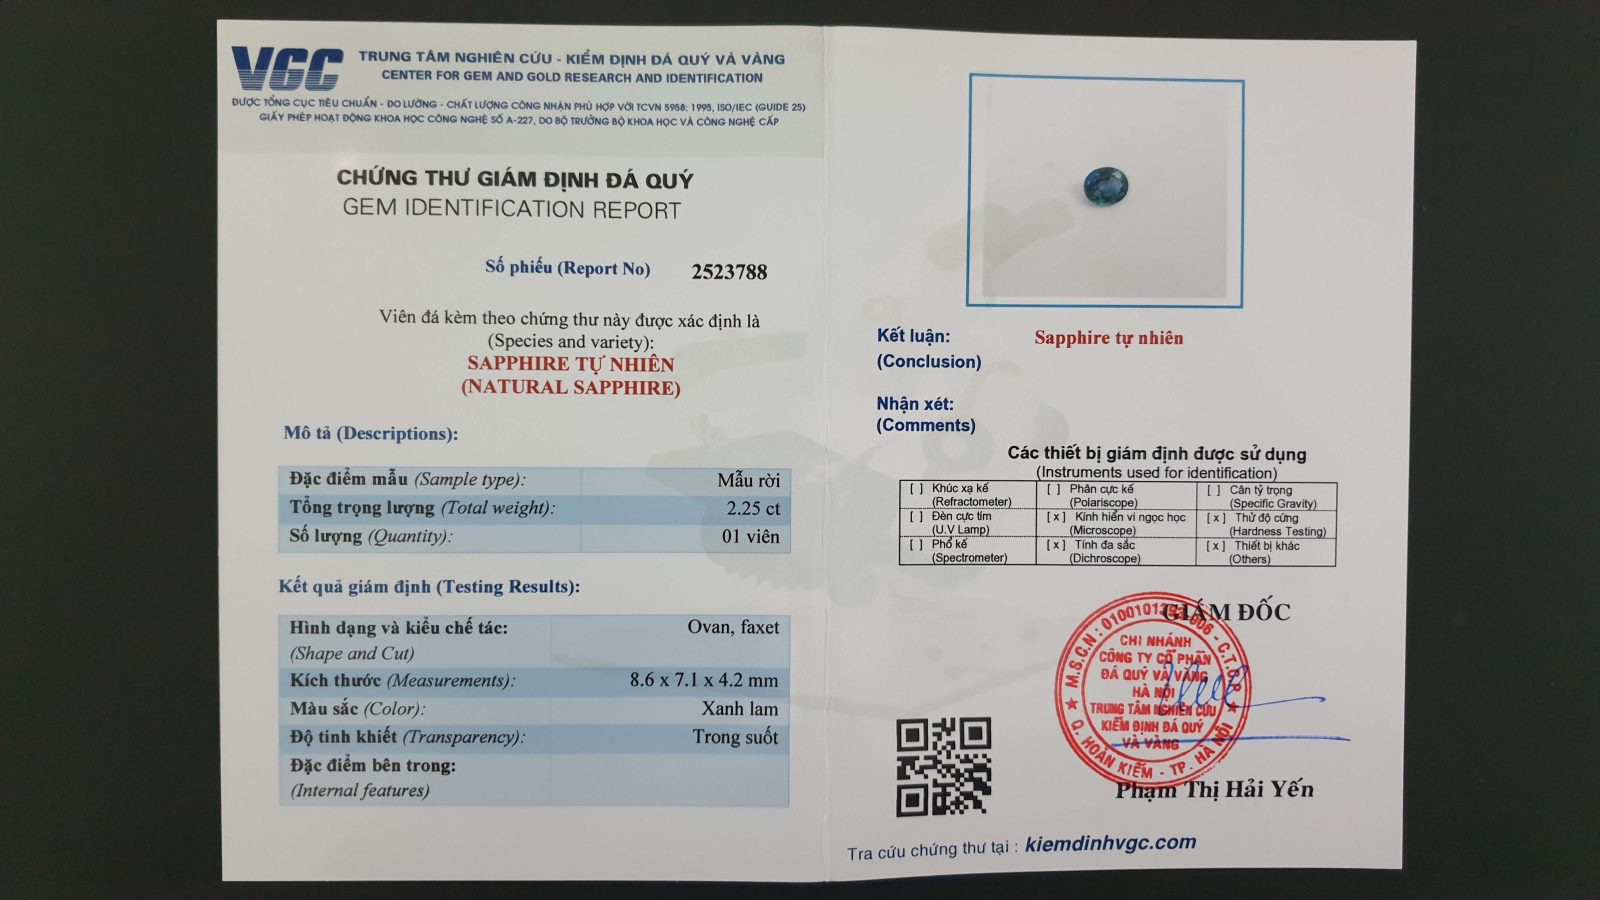 VGC
TRUNG TÂM NGHIÊN CỨU - KIỂM ĐỊNH ĐÁ QUÝ VÀ VÀNG
CENTER FOR GEM AND GOLD RESEARCH AND IDENTIFICATION
ĐƯỢC TỔNG CỤC TIÊU CHUẨN - ĐO LƯỜNG - CHẤT LƯỢNG CÔNG NHẬN PHÙ HỢP VỚI TCVN 5958: 1995, ISO/IEC (GUIDE 25)
GIẤY PHÉP HOẠT ĐỘNG KHOA HỌC CÔNG NGHỆ SỐ A-227, DO BỘ TRƯỞNG BỘ KHOA HỌC VÀ CÔNG NGHỆ CẤP
CHỨNG THƯ GIÁM ĐỊNH ĐÁ QUÝ
GEM IDENTIFICATION REPORT
Số phiếu (Report No) 2523788
Viên đá kèm theo chứng thư này được xác định là
(Species and variety):
SAPPHIRE TỰ NHIÊN
(NATURAL SAPPHIRE)
Mô tả (Descriptions):
Đặc điểm mẫu (Sample type): Mẫu rời
Tổng trọng lượng (Total weight): 2.25 ct
Số lượng (Quantity): 01 viên
Kết quả giám định (Testing Results):
Hình dạng và kiểu chế tác: Ovan, faxet
(Shape and Cut)
Kích thước (Measurements): 8.6 x 7.1 x 4.2 mm
Màu sắc (Color): Xanh lam
Độ tinh khiết (Transparency): Trong suốt
Đặc điểm bên trong:
(Internal features)
Kết luận: Sapphire tự nhiên
(Conclusion)
Nhận xét:
(Comments)
Các thiết bị giám định được sử dụng
(Instruments used for identification)
[ ] Khúc xạ kế [ ] Phân cực kế [ ] Cân tỷ trọng
(Refractometer) (Polariscope) (Specific Gravity)
[ ] Đèn cực tím [ x ] Kính hiển vi ngọc học [ x ] Thử độ cứng
(U.V Lamp) (Microscope) (Hardness Testing)
[ ] Phổ kế [ x ] Tính đa sắc [ x ] Thiết bị khác
(Spectrometer) (Dichroscope) (Others)
GIÁM ĐỐC
CHI NHÁNH
CÔNG TY CỔ PHẦN
ĐÁ QUÝ VÀ VÀNG
HÀ NỘI
TRUNG TÂM NGHIÊN CỨU
KIỂM ĐỊNH ĐÁ QUÝ
VÀ VÀNG
Q. HOÀN KIẾM - TP. HÀ NỘI
Phạm Thị Hải Yến
Tra cứu chứng thư tại : kiemdinhvgc.com